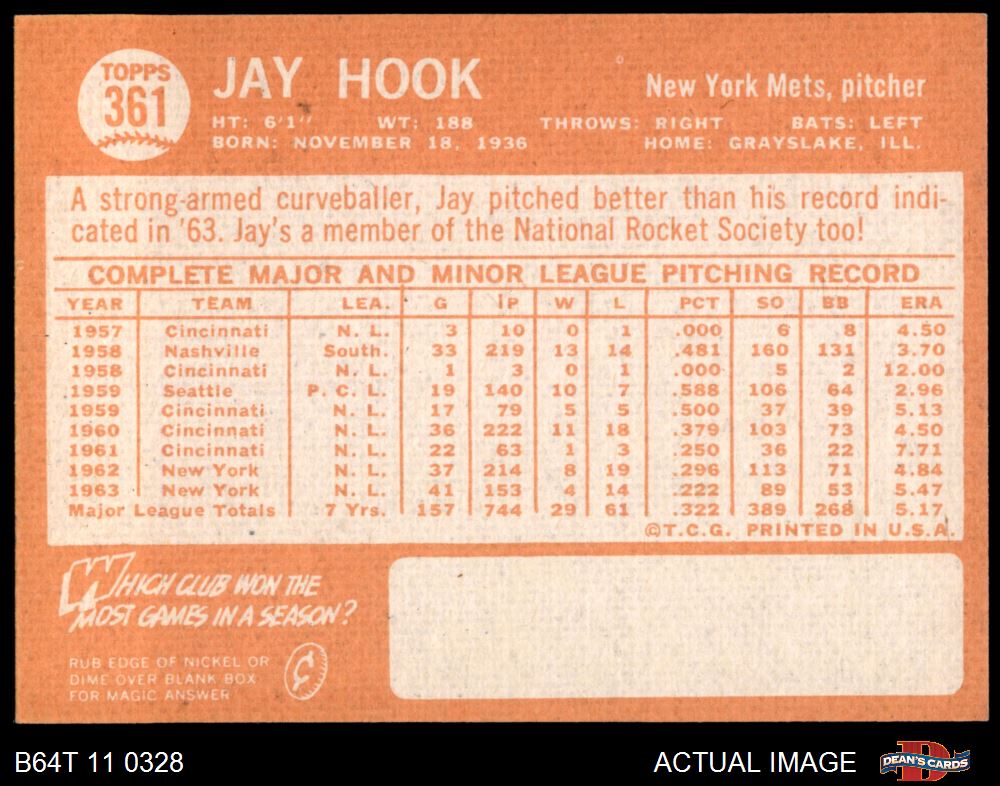 TOPPS
361
JAY HOOK
New York Mets, pitcher
HT: 6'1" WT: 188 THROWS: RIGHT BATS: LEFT
BORN: NOVEMBER 18, 1936 HOME: GRAYSLAKE, ILL.
A strong-armed curveballer, Jay pitched better than his record indi-
cated in '63. Jay's a member of the National Rocket Society too!
COMPLETE MAJOR AND MINOR LEAGUE PITCHING RECORD
YEAR TEAM LEA. G IP W L PCT SO BB ERA
1957 Cincinnati N. L. 3 10 0 1 .000 6 8 4.50
1958 Nashville South. 33 219 13 14 .481 160 131 3.70
1958 Cincinnati N. L. 1 3 0 1 .000 5 2 12.00
1959 Seattle P. C. L. 19 140 10 7 .588 106 64 2.96
1959 Cincinnati N. L. 17 79 5 5 .500 37 39 5.13
1960 Cincinnati N. L. 36 222 11 18 .379 103 73 4.50
1961 Cincinnati N. L. 22 63 1 3 .250 36 22 7.71
1962 New York N. L. 37 214 8 19 .296 113 71 4.84
1963 New York N. L. 41 153 4 14 .222 89 53 5.47
Major League Totals 7 Yrs. 157 744 29 61 .322 389 268 5.17
©T.C.G. PRINTED IN U.S.A.
WHICH CLUB WON THE
MOST GAMES IN A SEASON?
RUB EDGE OF NICKEL OR
DIME OVER BLANK BOX
FOR MAGIC ANSWER
B64T 11 0328 ACTUAL IMAGE DEAN'S CARDS